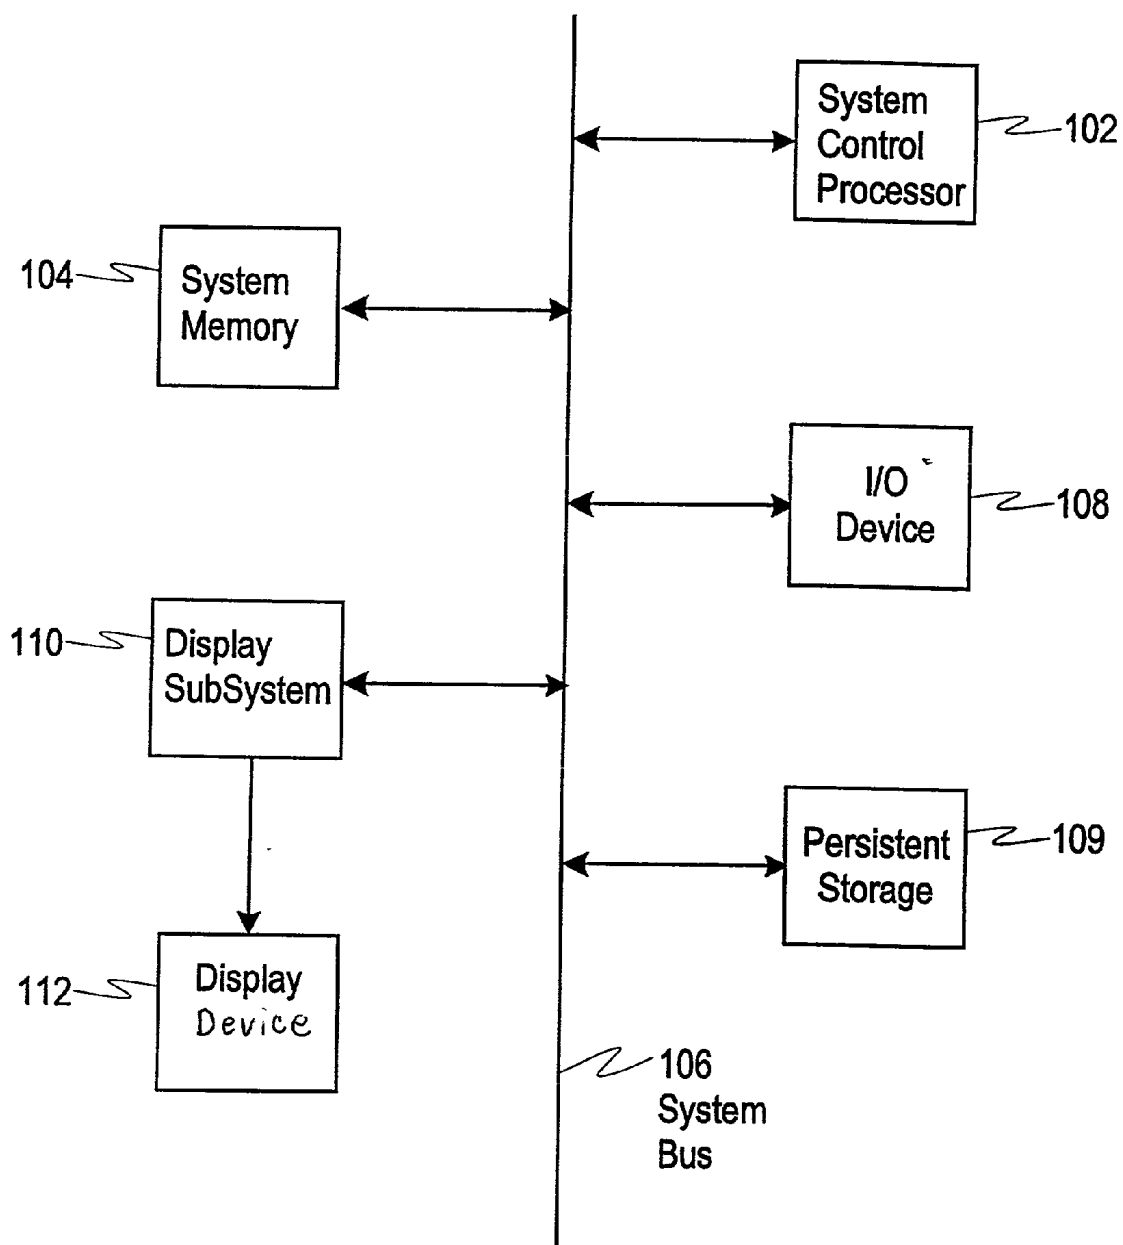 System
Control
Processor
102
104
System
Memory
I/O
Device
108
110
Display
SubSystem
Persistent
Storage
109
112
Display
Device
106
System
Bus